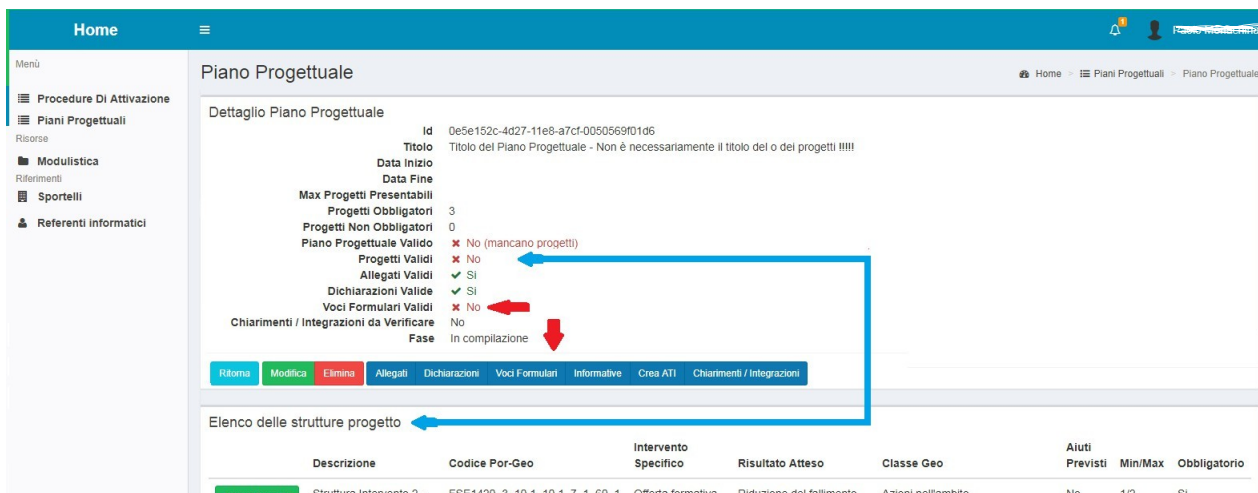 Home
1
Menù
Procedure Di Attivazione
Piani Progettuali
Risorse
Modulistica
Riferimenti
Sportelli
Referenti informatici
Piano Progettuale
Home > Piani Progettuali > Piano Progettuale
Dettaglio Piano Progettuale
Id 0e5e152c-4d27-11e8-a7cf-0050569f01d6
Titolo Titolo del Piano Progettuale - Non è necessariamente il titolo del o dei progetti !!!!!
Data Inizio
Data Fine
Max Progetti Presentabili
Progetti Obbligatori 3
Progetti Non Obbligatori 0
Piano Progettuale Valido No (mancano progetti)
Progetti Validi No
Allegati Validi Si
Dichiarazioni Valide Si
Voci Formulari Validi No
Chiarimenti / Integrazioni da Verificare No
Fase In compilazione
Ritorna Modifica Elimina Allegati Dichiarazioni Voci Formulari Informative Crea ATI Chiarimenti / Integrazioni
Elenco delle strutture progetto
Descrizione Codice Por-Geo Intervento Specifico Risultato Atteso Classe Geo Aiuti Previsti Min/Max Obbligatorio